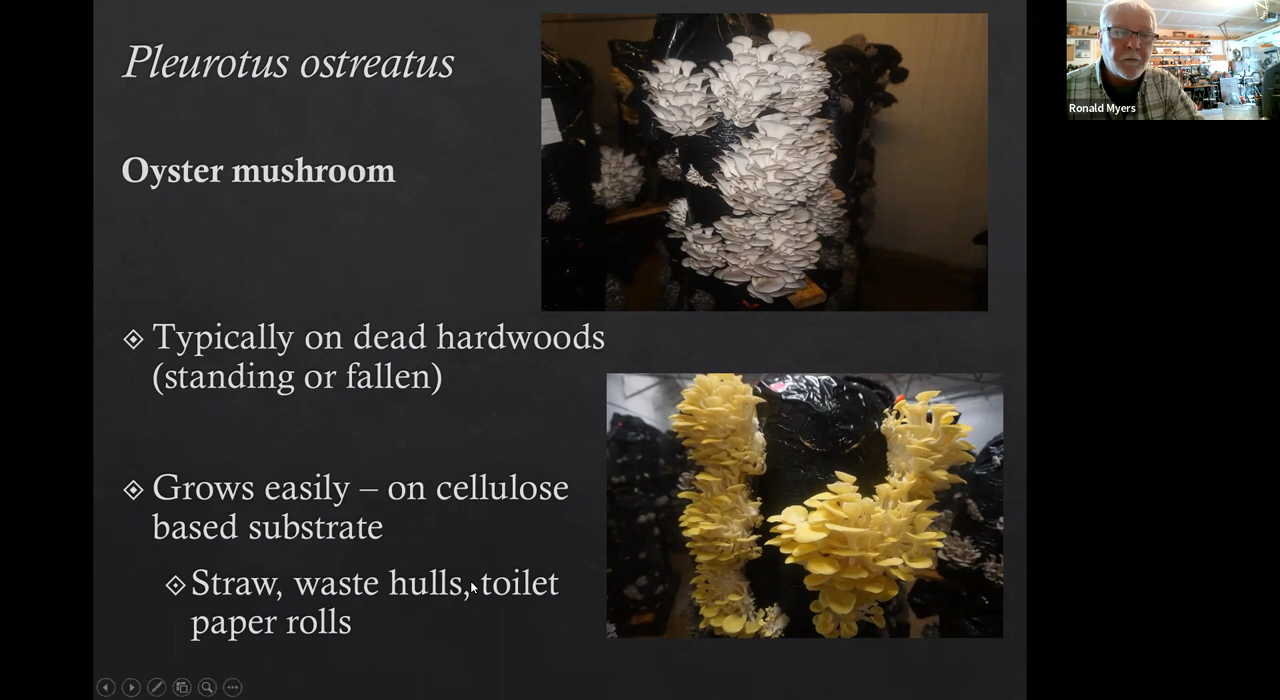 Pleurotus ostreatus
Oyster mushroom
Typically on dead hardwoods
(standing or fallen)
Grows easily – on cellulose
based substrate
Straw, waste hulls, toilet
paper rolls
Ronald Myers